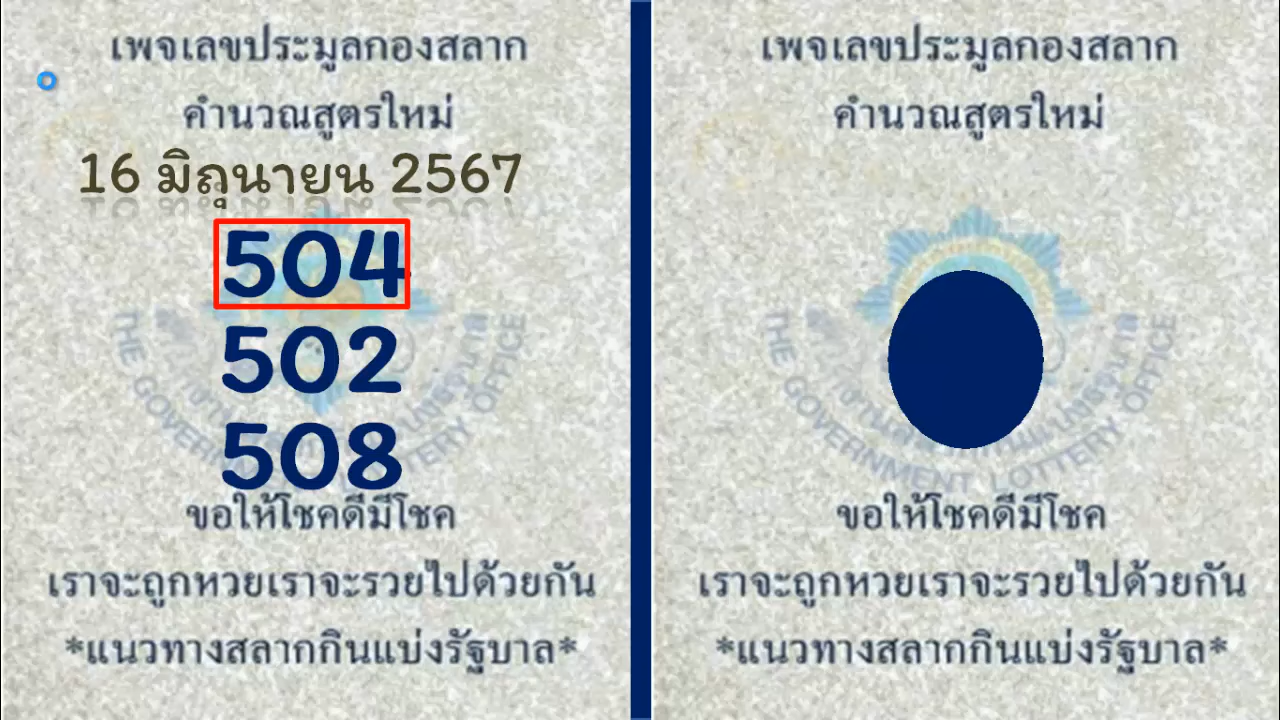 เพจเลขประมูลกองสลาก
คำนวณสูตรใหม่
16 มิถุนายน 2567
504
502
508
THE GOVERNMENT LOTTERY OFFICE
ขอให้โชคดีมีโชค
เราจะถูกหวยเราจะรวยไปด้วยกัน
*แนวทางสลากกินแบ่งรัฐบาล*
เพจเลขประมูลกองสลาก
คำนวณสูตรใหม่
THE GOVERNMENT LOTTERY OFFICE
ขอให้โชคดีมีโชค
เราจะถูกหวยเราจะรวยไปด้วยกัน
*แนวทางสลากกินแบ่งรัฐบาล*